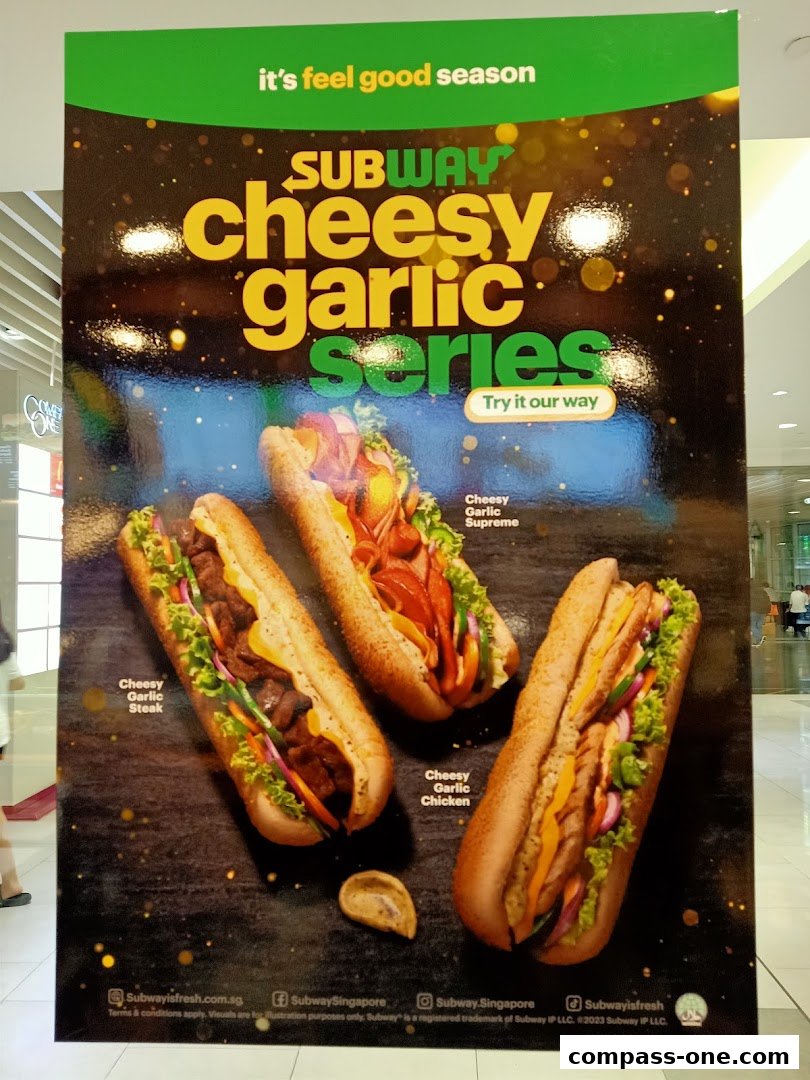 it's feel good season
SUBWAY
cheesy
garlic
series
Try it our way
Cheesy
Garlic
Supreme
Cheesy
Garlic
Steak
Cheesy
Garlic
Chicken
Subwayisfresh.com.sg SubwaySingapore Subway.Singapore Subwayisfresh
Terms & conditions apply. Visuals are for illustration purposes only. Subway® is a registered trademark of Subway IP LLC. ©2023 Subway IP LLC.
compass-one.com